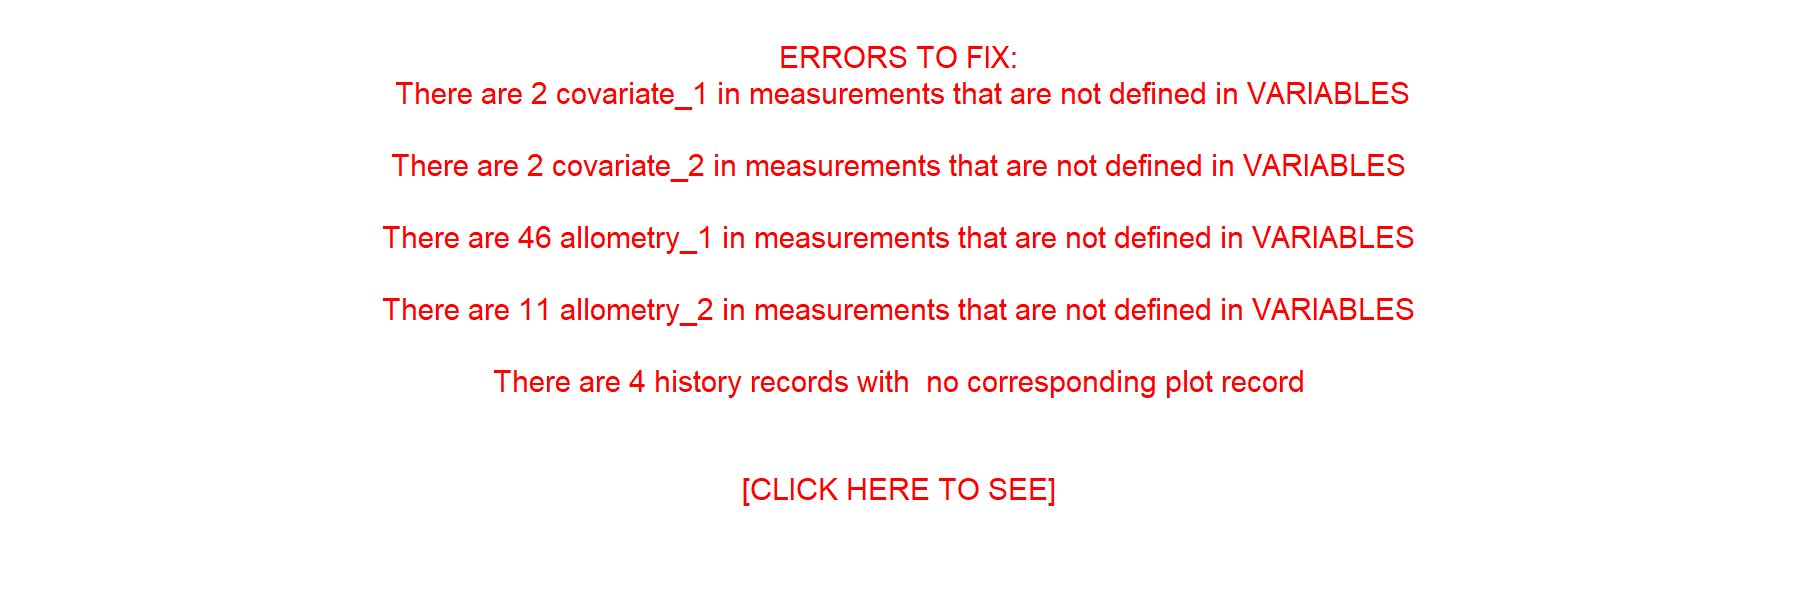 ERRORS TO FIX:
There are 2 covariate_1 in measurements that are not defined in VARIABLES
There are 2 covariate_2 in measurements that are not defined in VARIABLES
There are 46 allometry_1 in measurements that are not defined in VARIABLES
There are 11 allometry_2 in measurements that are not defined in VARIABLES
There are 4 history records with  no corresponding plot record
[CLICK HERE TO SEE]